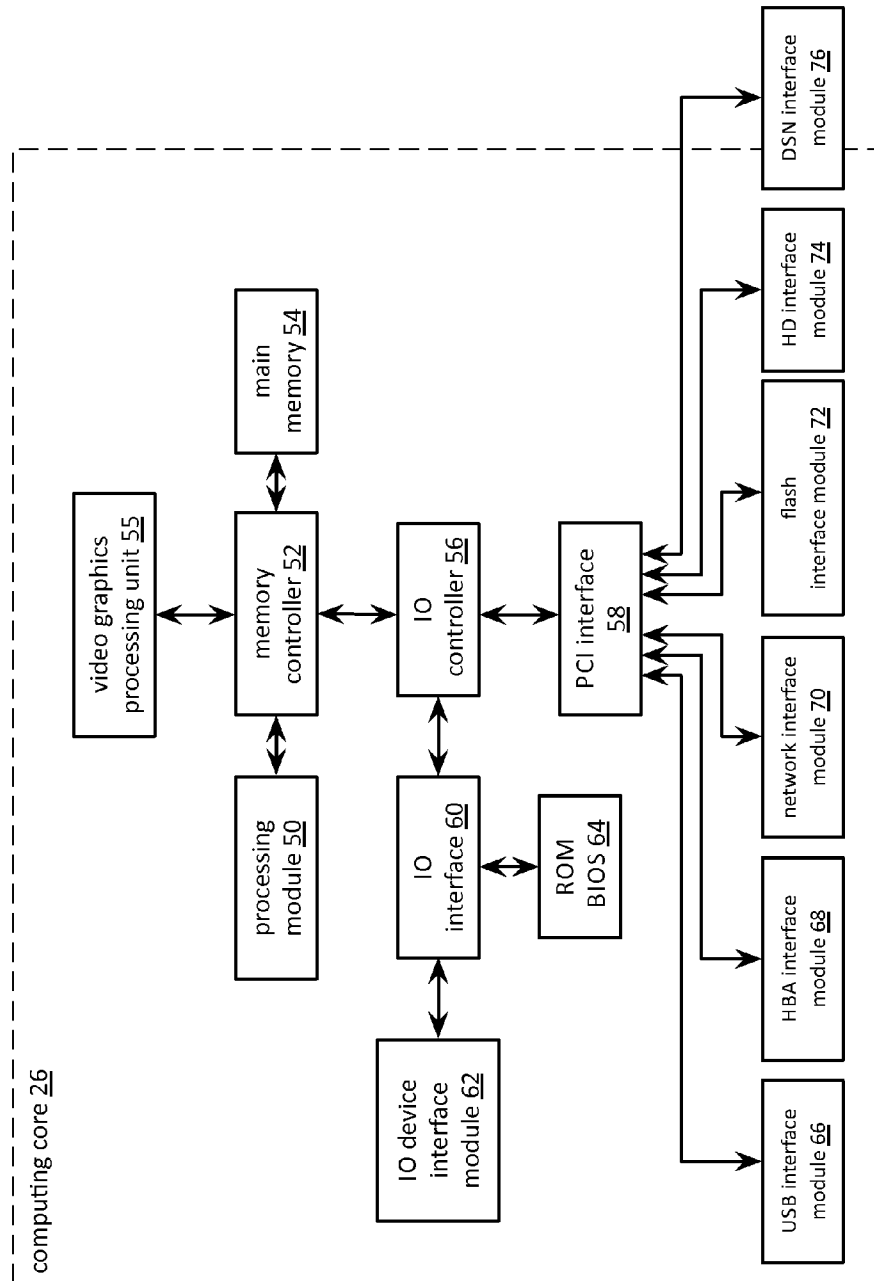 computing core 26
video graphics
processing unit 55
processing
module 50
memory
controller 52
main
memory 54
IO device
interface
module 62
IO
interface 60
IO
controller 56
ROM
BIOS 64
PCI interface
58
USB interface
module 66
HBA interface
module 68
network interface
module 70
flash
interface module 72
HD interface
module 74
DSN interface
module 76